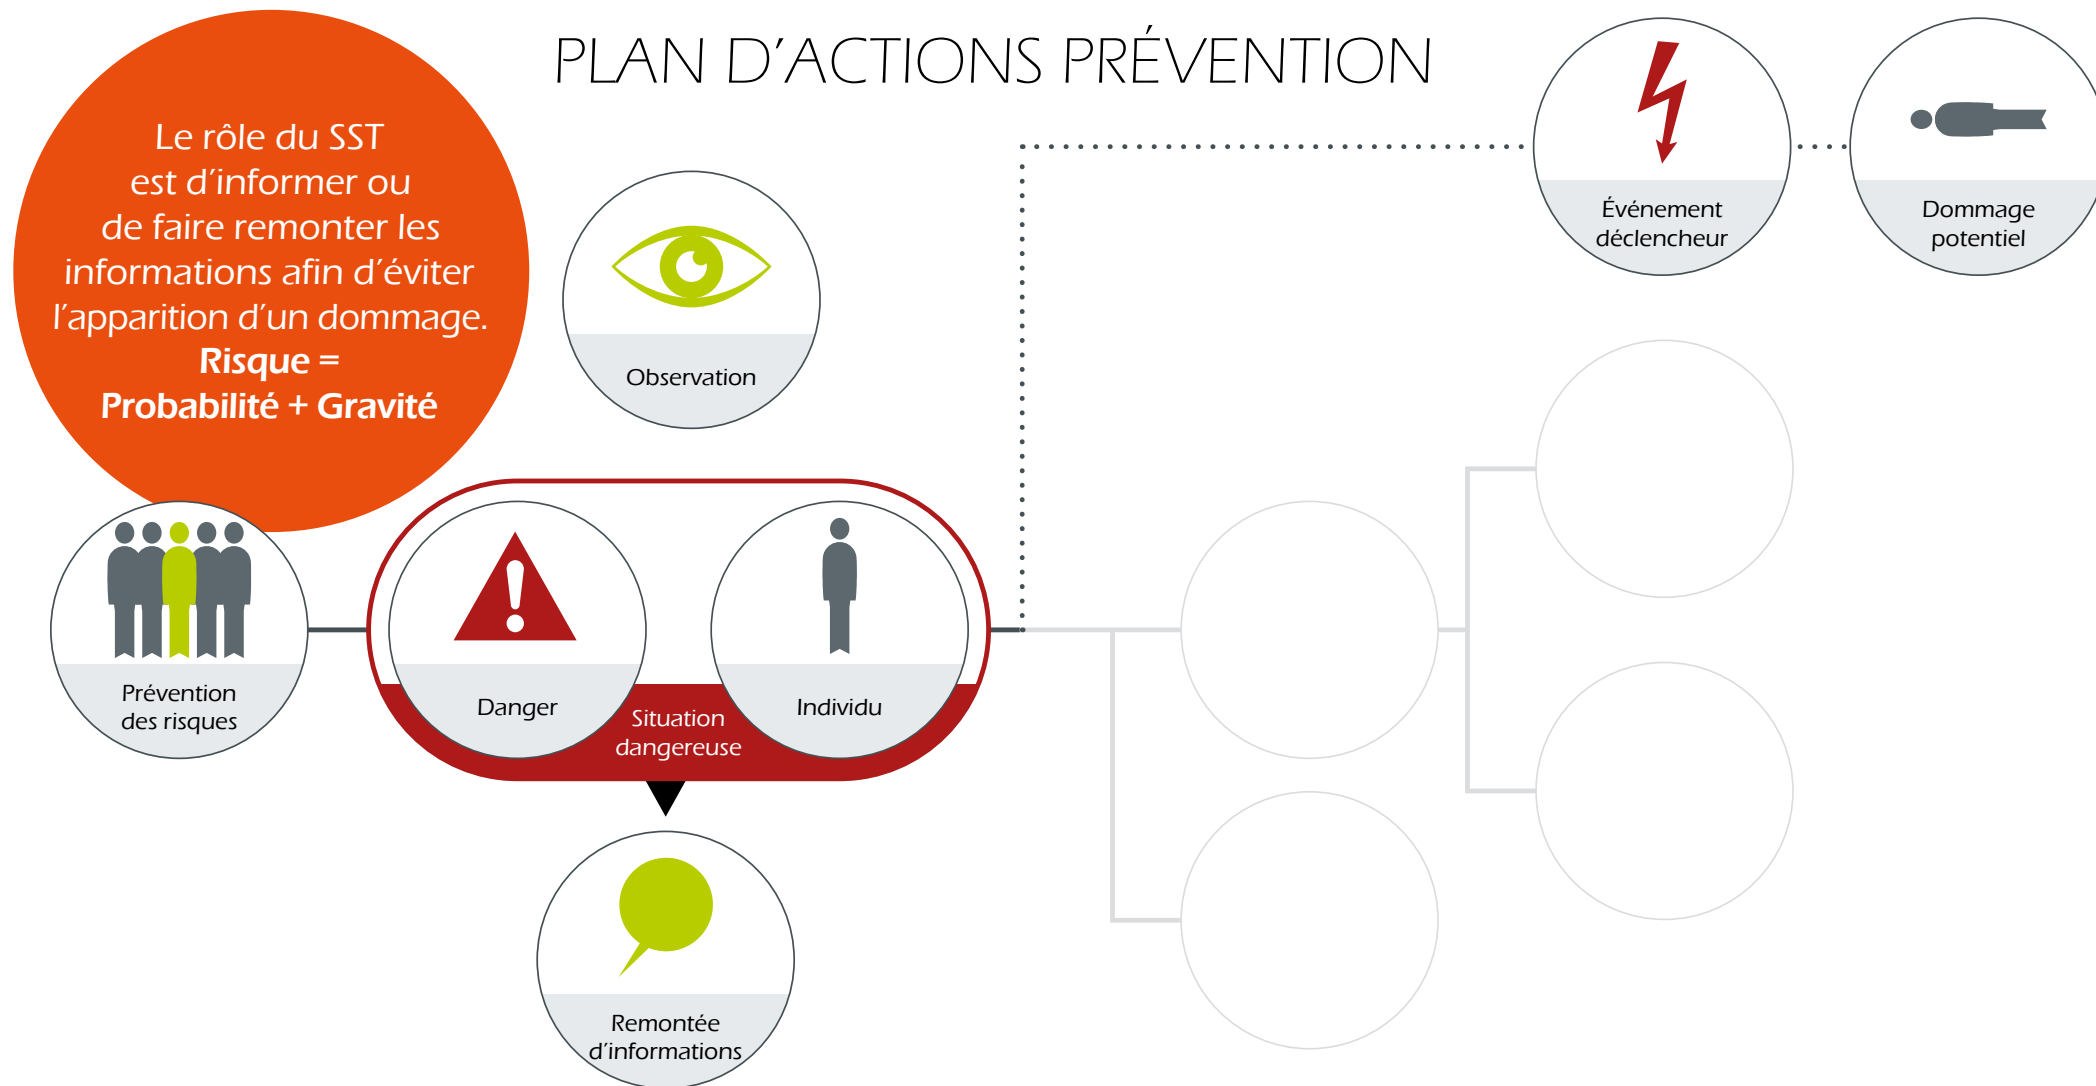 PLAN D'ACTIONS PRÉVENTION
Le rôle du SST
est d'informer ou
de faire remonter les
informations afin d'éviter
l'apparition d'un dommage.
Risque =
Probabilité + Gravité
Observation
Événement
déclencheur
Dommage
potentiel
Prévention
des risques
Danger
Situation
dangereuse
Individu
Remontée
d'informations